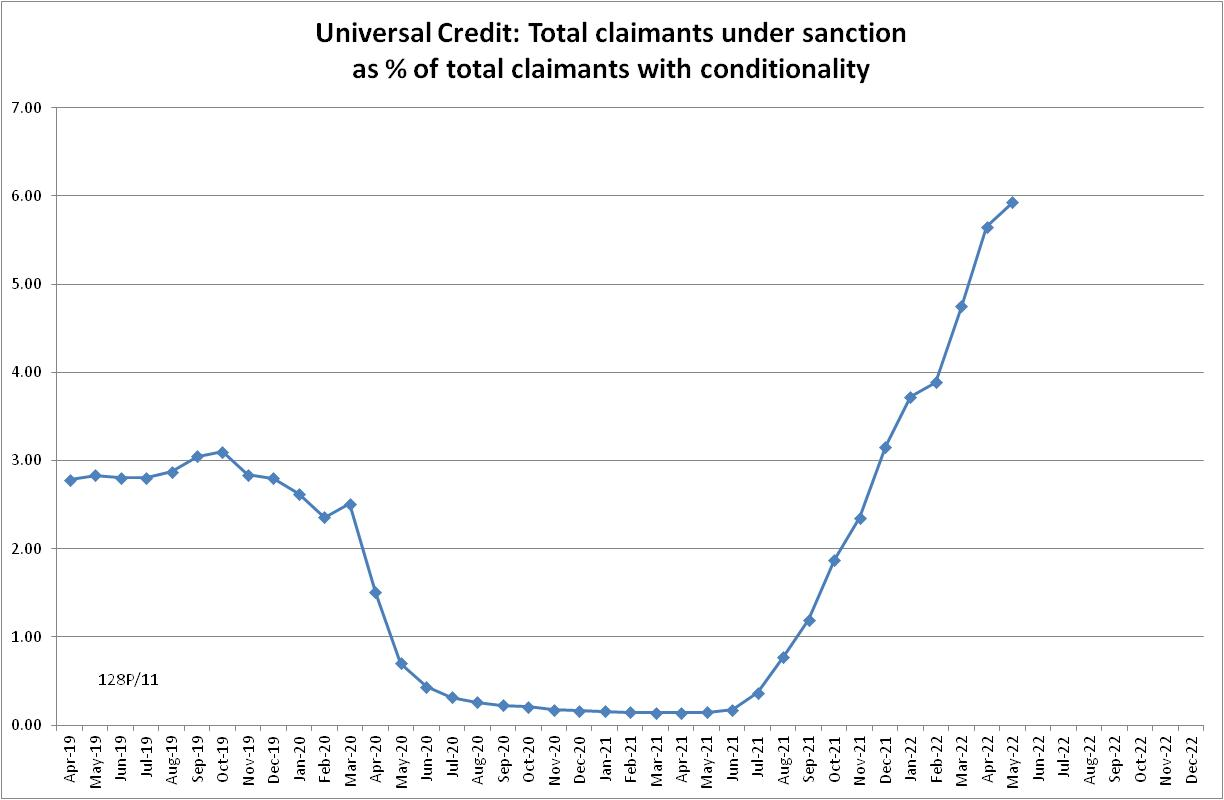 Universal Credit: Total claimants under sanction
as % of total claimants with conditionality
7.00
6.00
5.00
4.00
3.00
2.00
1.00
0.00
128P/11
Apr-19
May-19
Jun-19
Jul-19
Aug-19
Sep-19
Oct-19
Nov-19
Dec-19
Jan-20
Feb-20
Mar-20
Apr-20
May-20
Jun-20
Jul-20
Aug-20
Sep-20
Oct-20
Nov-20
Dec-20
Jan-21
Feb-21
Mar-21
Apr-21
May-21
Jun-21
Jul-21
Aug-21
Sep-21
Oct-21
Nov-21
Dec-21
Jan-22
Feb-22
Mar-22
Apr-22
May-22
Jun-22
Jul-22
Aug-22
Sep-22
Oct-22
Nov-22
Dec-22